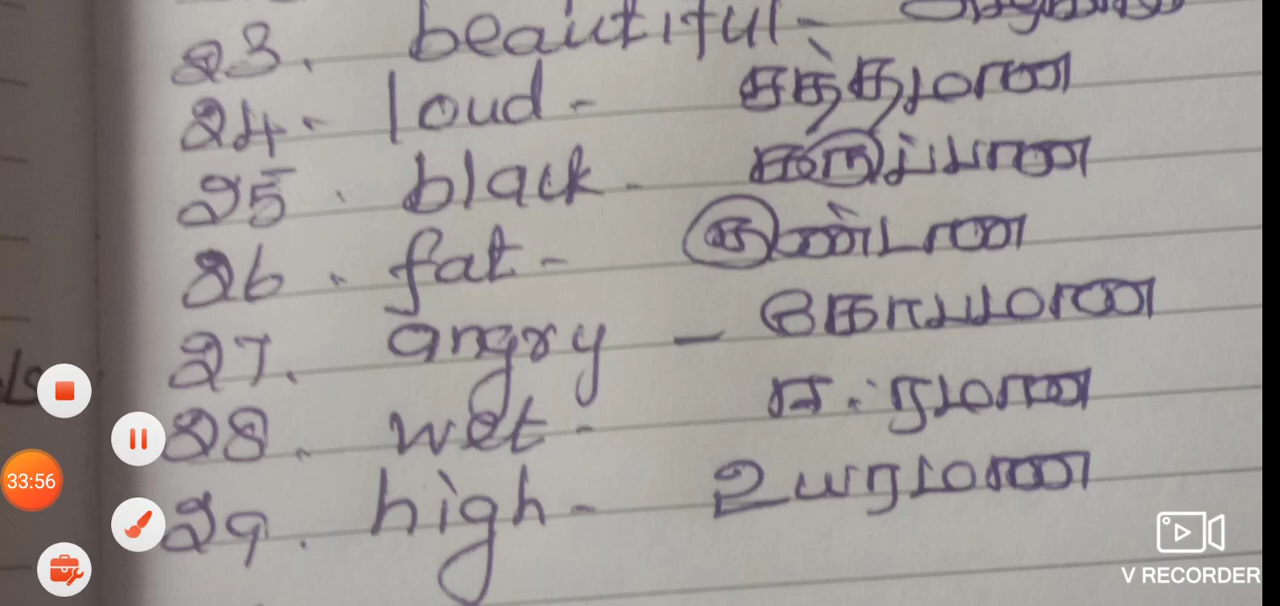 23. beautiful -
24. loud - சத்தமான
25. black - கருப்பான
26. fat - குண்டான
27. angry - கோபமான
28. wet - ஈரமான
29. high - உயரமான
33:56
V RECORDER